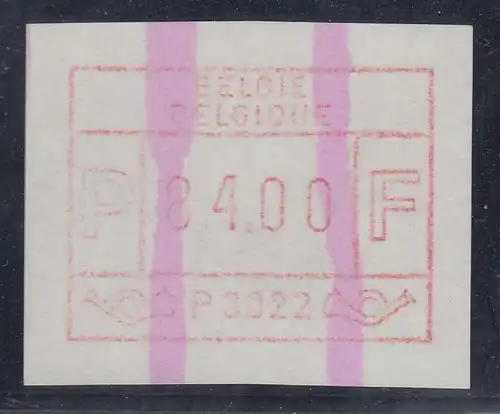 BELGIE
BELGIQUE
P 84.00 F
P3022